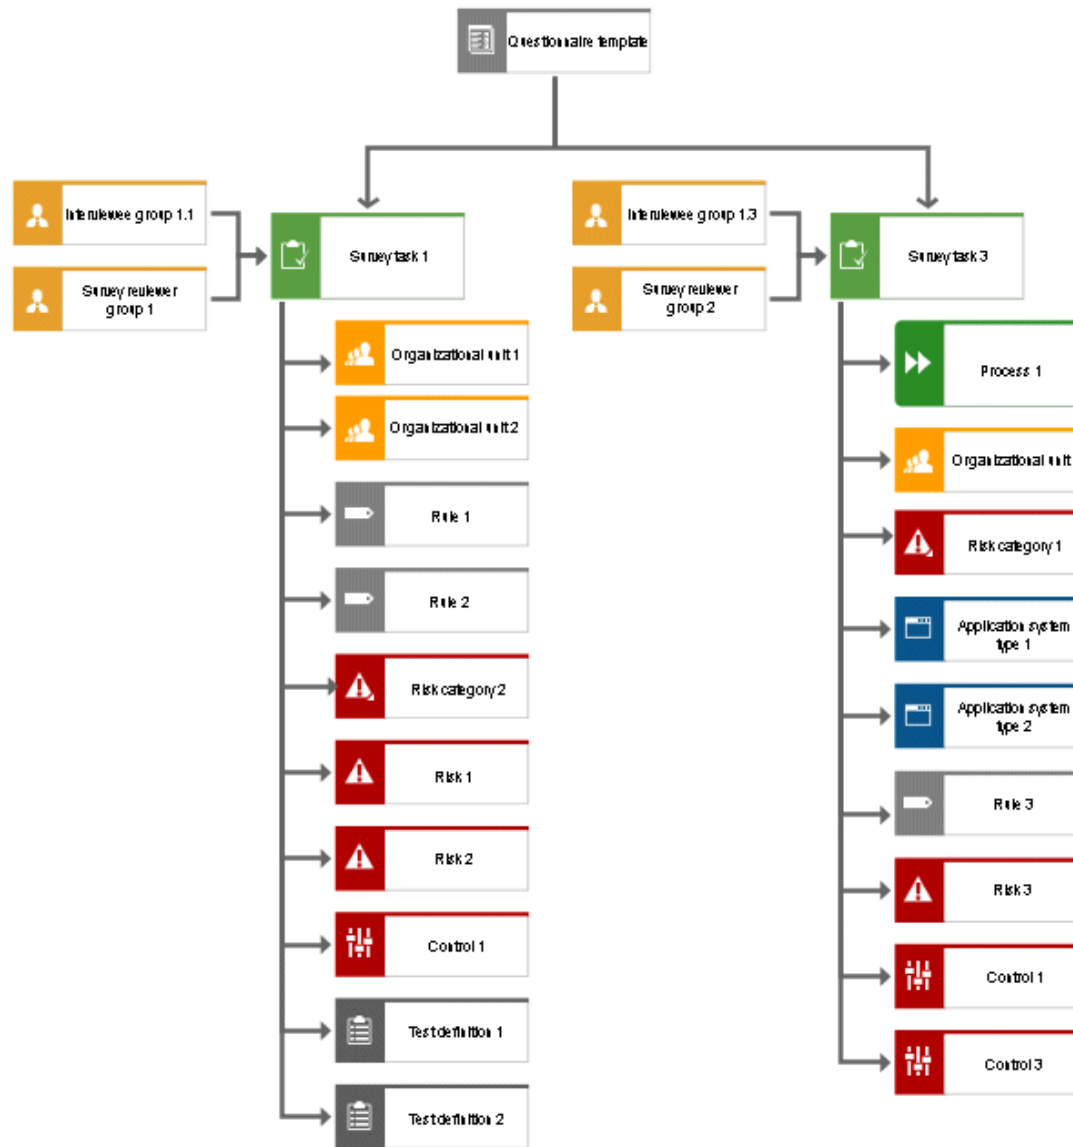 Questionnaire template
Interviewee group 1.1
Survey reviewer
group 1
Survey task 1
Organizational unit 1
Organizational unit 2
Rule 1
Rule 2
Risk category 2
Risk 1
Risk 2
Control 1
Test definition 1
Test definition 2
Interviewee group 1.3
Survey reviewer
group 2
Survey task 3
Process 1
Organizational unit
Risk category 1
Application system
type 1
Application system
type 2
Rule 3
Risk 3
Control 1
Control 3